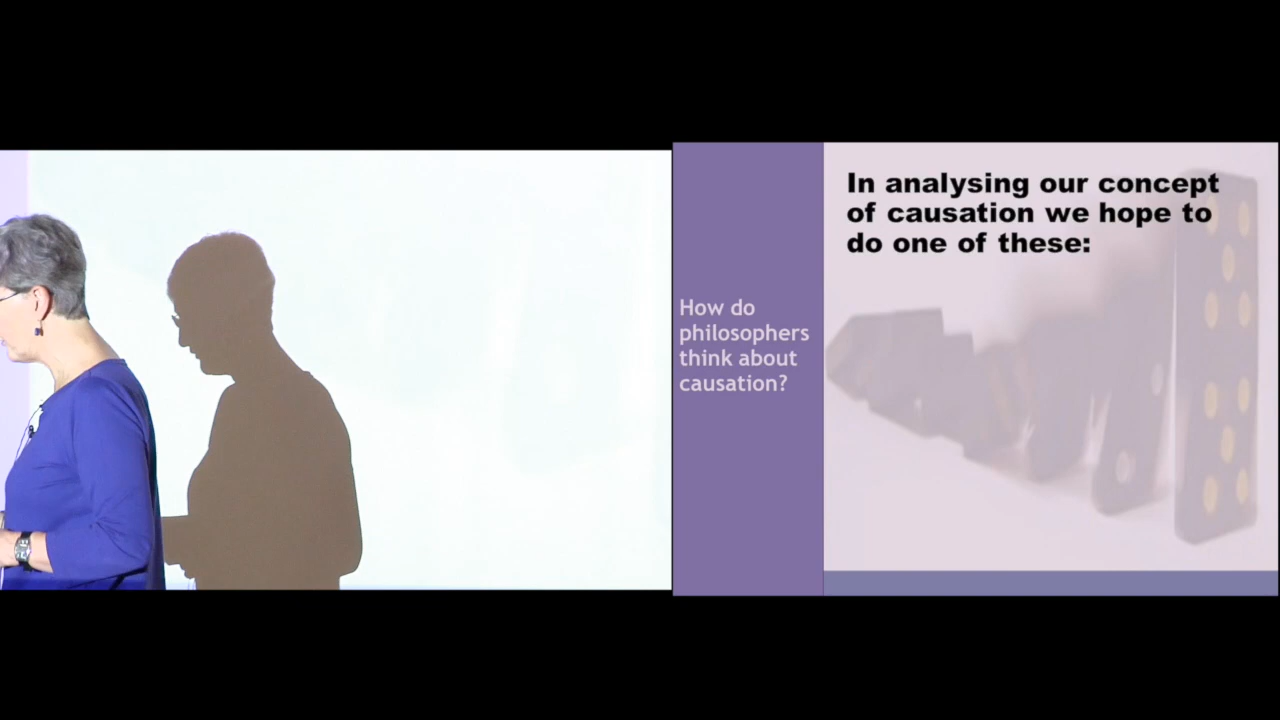 How do
philosophers
think about
causation?
In analysing our concept
of causation we hope to
do one of these: